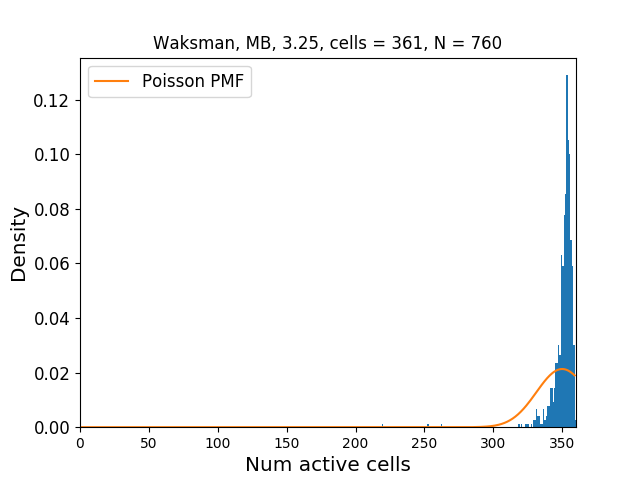 Waksman, MB, 3.25, cells = 361, N = 760
Poisson PMF
Density
0.12
0.10
0.08
0.06
0.04
0.02
0.00
0 50 100 150 200 250 300 350
Num active cells